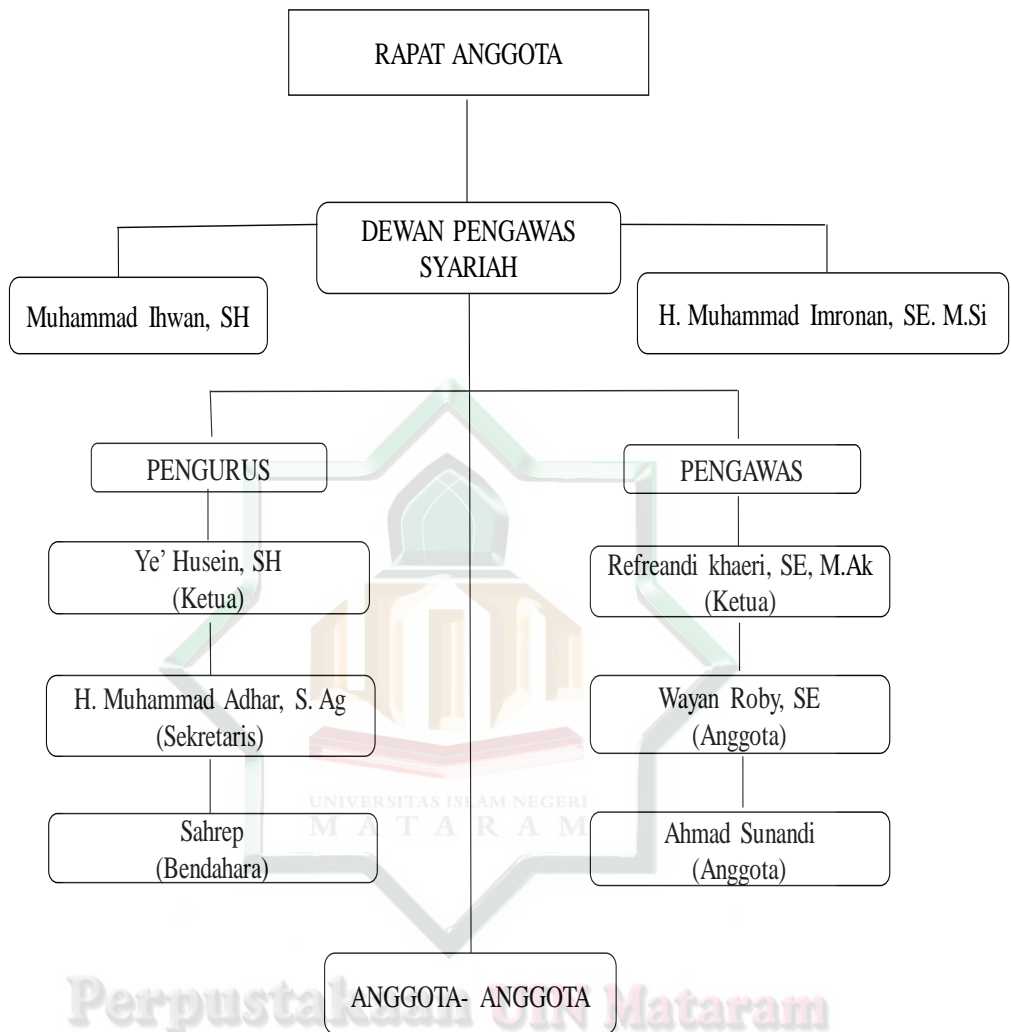 RAPAT ANGGOTA
DEWAN PENGAWAS
SYARIAH
Muhammad Ihwan, SH
H. Muhammad Imronan, SE. M.Si
PENGURUS
PENGAWAS
Ye’ Husein, SH
(Ketua)
Refreandi khaeri, SE, M.Ak
(Ketua)
H. Muhammad Adhar, S. Ag
(Sekretaris)
Wayan Roby, SE
(Anggota)
UNIVERSITAS ISLAM NEGERI
MATARAM
Sahrep
(Bendahara)
Ahmad Sunandi
(Anggota)
ANGGOTA- ANGGOTA
Perpustakaan UIN Mataram